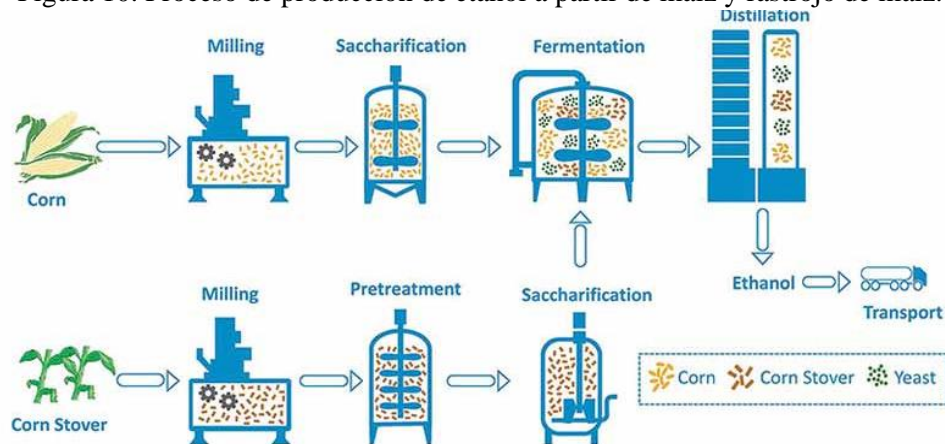 Figura 10. Proceso de producción de etanol a partir de maíz y rastrojo de maíz.
Milling
Saccharification
Fermentation
Distillation
Corn
Milling
Pretreatment
Saccharification
Ethanol
Transport
Corn Stover
Corn
Corn Stover
Yeast